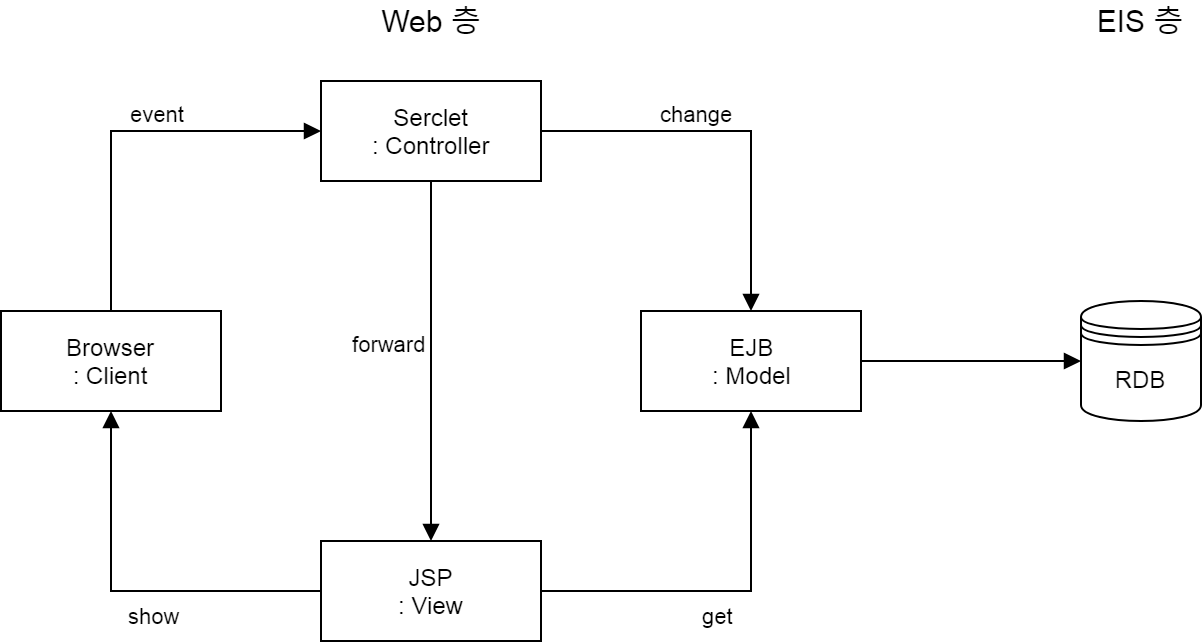 Web 층
EIS 층
event
Serclet
: Controller
change
Browser
: Client
forward
EJB
: Model
RDB
show
JSP
: View
get